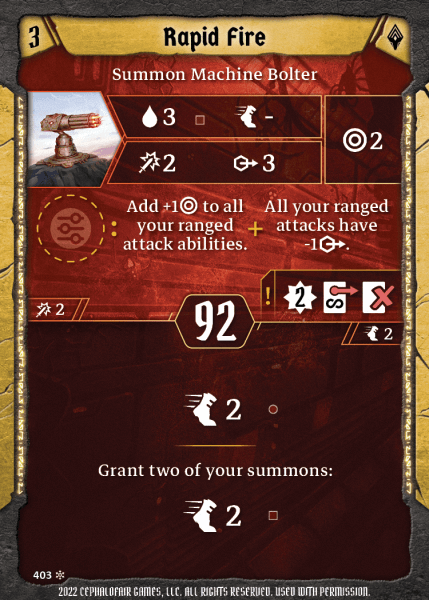 3
Rapid Fire
Summon Machine Bolter
3
-
2
2
3
Add +1 to all your ranged attack abilities.
+
All your ranged attacks have -1.
!
2
2
92
2
2
Grant two of your summons:
2
403
2022 CEPHALOFAIR GAMES, LLC. ALL RIGHTS RESERVED. USED WITH PERMISSION.